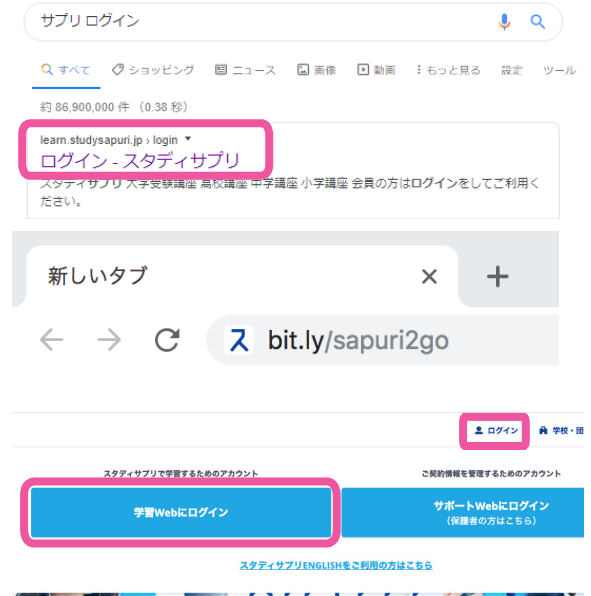 サプリ ログイン
すべて ショッピング ニュース 画像 動画 もっと見る 設定 ツール
約 86,900,000 件 （0.38 秒）
learn.studysapuri.jp › login
ログイン - スタディサプリ
スタディサプリ 大学受験講座 高校講座 中学講座 小学講座 会員の方はログインをしてご利用く
ださい。
新しいタブ
bit.ly/sapuri2go
ログイン 学校・団
スタディサプリで学習するためのアカウント
ご契約情報を管理するためのアカウント
学習Webにログイン
サポートWebにログイン
（保護者の方はこちら）
スタディサプリENGLISHをご利用の方はこちら